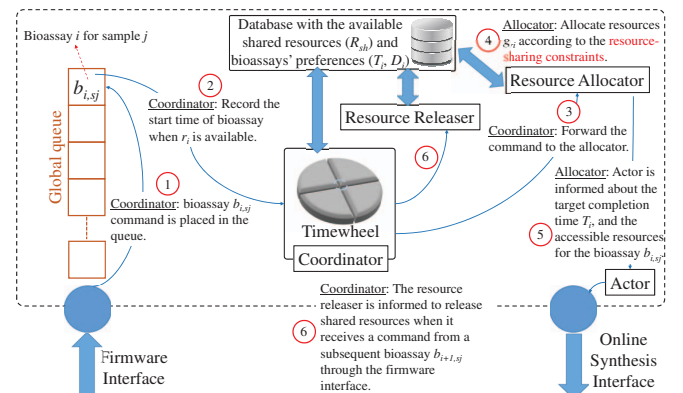 Bioassay i for sample j
b_{i,sj}
Global queue
Database with the available
shared resources (R_{sh}) and
bioassays' preferences (T_i, D_i)
4
Allocator: Allocate resources
g_{·i} according to the resource-
sharing constraints.
Resource Allocator
2
Coordinator: Record the
start time of bioassay
when r_i is available.
Resource Releaser
3
Coordinator: Forward the
command to the allocator.
6
1
Coordinator: bioassay b_{i,sj}
command is placed in the
queue.
Timewheel
Coordinator
Allocator: Actor is
informed about the
target completion
time T_i, and the
accessible resources
for the bioassay b_{i,sj}.
5
Actor
6
Coordinator: The resource
releaser is informed to release
shared resources when it
receives a command from a
subsequent bioassay b_{i+1,sj}
through the firmware
interface.
Firmware
Interface
Online
Synthesis
Interface